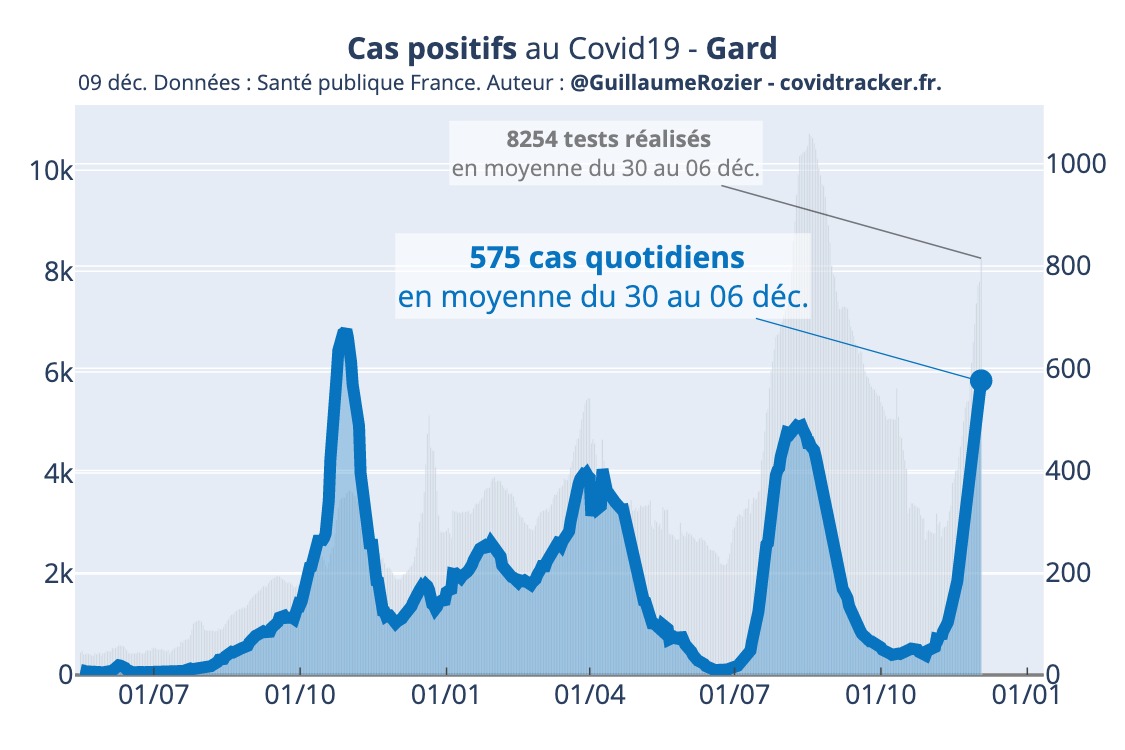 Cas positifs au Covid19 - Gard
09 déc. Données : Santé publique France. Auteur : @GuillaumeRozier - covidtracker.fr.
8254 tests réalisés
en moyenne du 30 au 06 déc.
575 cas quotidiens
en moyenne du 30 au 06 déc.
10k
8k
6k
4k
2k
0
1000
800
600
400
200
0
01/07
01/10
01/01
01/04
01/07
01/10
01/01